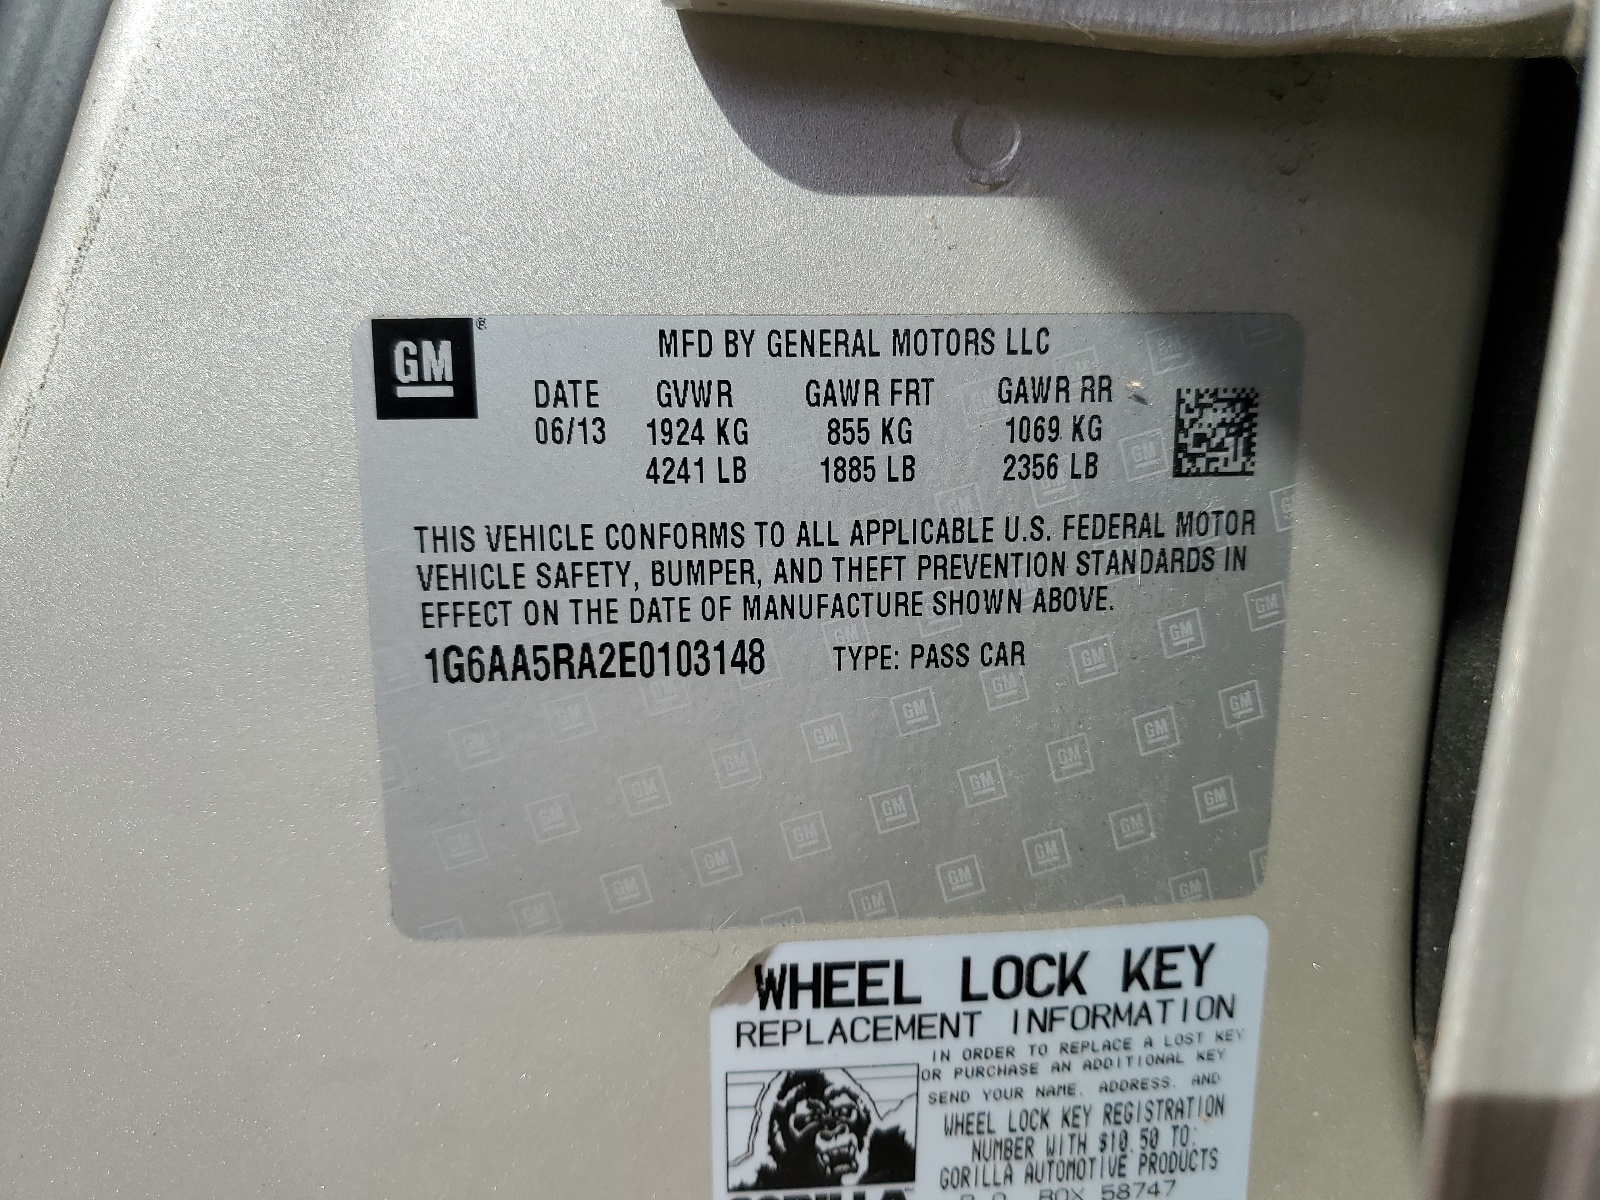 GM ®
MFD BY GENERAL MOTORS LLC
DATE GVWR GAWR FRT GAWR RR
06/13 1924 KG 855 KG 1069 KG
4241 LB 1885 LB 2356 LB
THIS VEHICLE CONFORMS TO ALL APPLICABLE U.S. FEDERAL MOTOR
VEHICLE SAFETY, BUMPER, AND THEFT PREVENTION STANDARDS IN
EFFECT ON THE DATE OF MANUFACTURE SHOWN ABOVE.
1G6AA5RA2E0103148 TYPE: PASS CAR
WHEEL LOCK KEY
REPLACEMENT INFORMATION
IN ORDER TO REPLACE A LOST KEY
OR PURCHASE AN ADDITIONAL KEY
SEND YOUR NAME, ADDRESS, AND
WHEEL LOCK KEY REGISTRATION
NUMBER WITH $10.50 TO:
GORILLA AUTOMOTIVE PRODUCTS
P.O. BOX 58747
GORILLA™